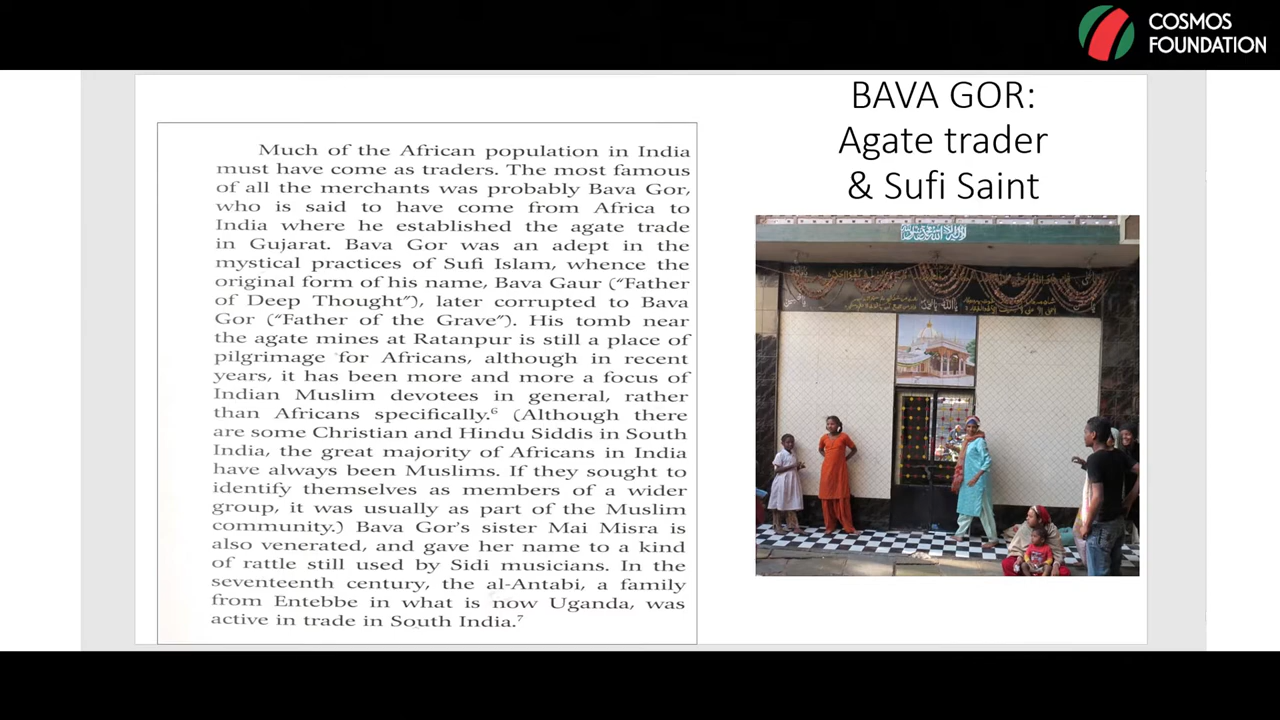 COSMOS
FOUNDATION
BAVA GOR:
Agate trader
& Sufi Saint
Much of the African population in India
must have come as traders. The most famous
of all the merchants was probably Bava Gor,
who is said to have come from Africa to
India where he established the agate trade
in Gujarat. Bava Gor was an adept in the
mystical practices of Sufi Islam, whence the
original form of his name, Bava Gaur (“Father
of Deep Thought”), later corrupted to Bava
Gor (“Father of the Grave”). His tomb near
the agate mines at Ratanpur is still a place of
pilgrimage for Africans, although in recent
years, it has been more and more a focus of
Indian Muslim devotees in general, rather
than Africans specifically.⁶ (Although there
are some Christian and Hindu Siddis in South
India, the great majority of Africans in India
have always been Muslims. If they sought to
identify themselves as members of a wider
group, it was usually as part of the Muslim
community.) Bava Gor’s sister Mai Misra is
also venerated, and gave her name to a kind
of rattle still used by Sidi musicians. In the
seventeenth century, the al-Antabi, a family
from Entebbe in what is now Uganda, was
active in trade in South India.⁷